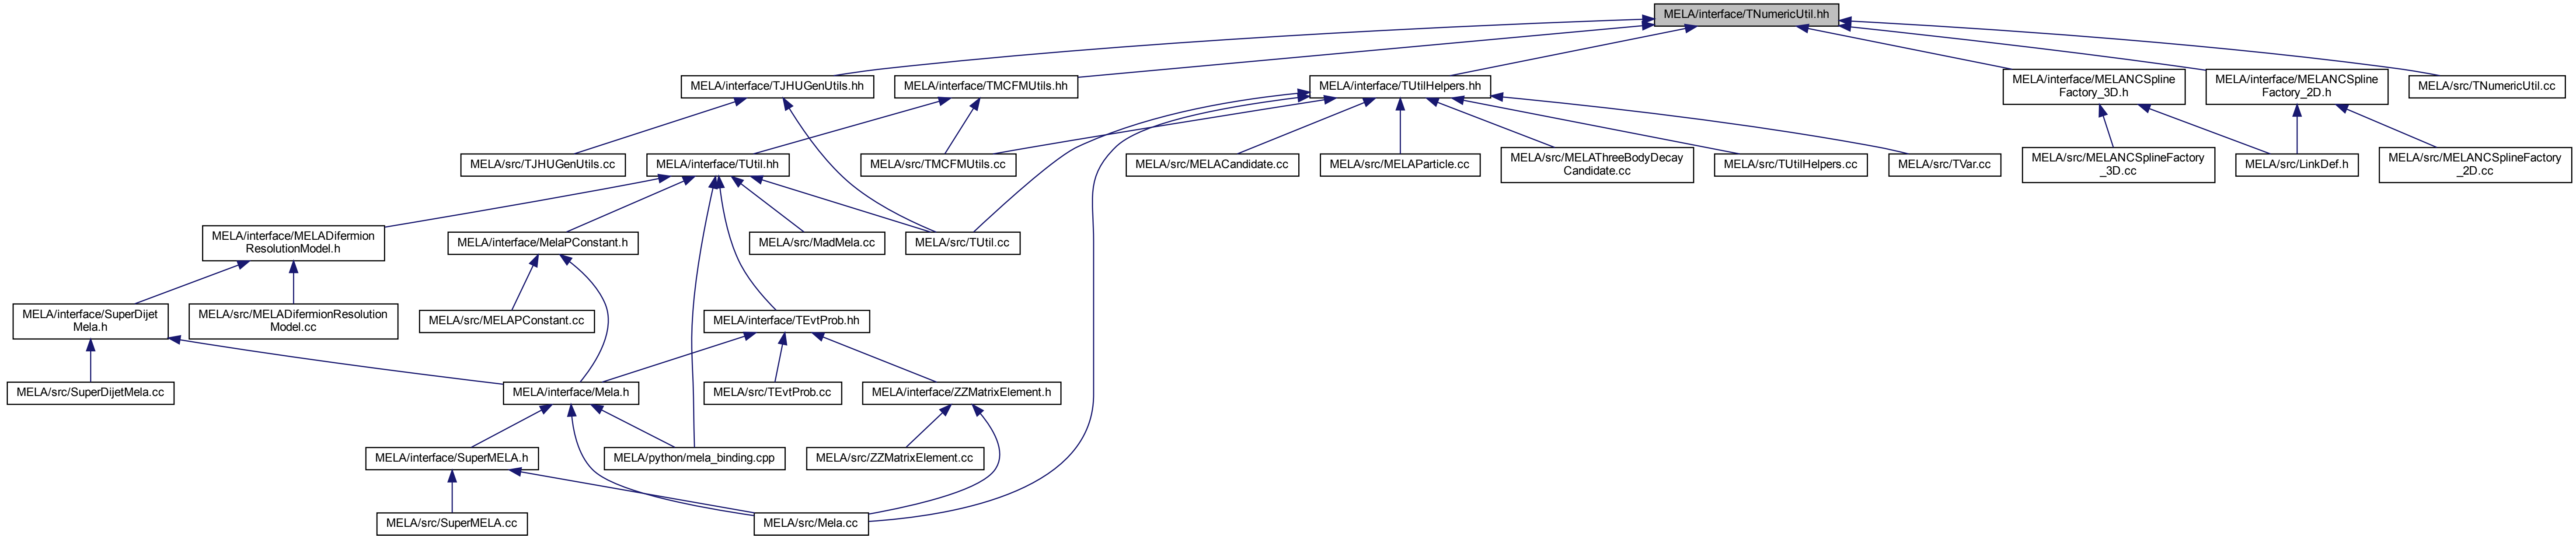 MELA/interface/TNumericUtil.hh
MELA/interface/TJHUGenUtils.hh
MELA/interface/TMCFMUtils.hh
MELA/interface/TUtilHelpers.hh
MELA/interface/MELANCSpline
Factory_3D.h
MELA/interface/MELANCSpline
Factory_2D.h
MELA/src/TNumericUtil.cc
MELA/src/TJHUGenUtils.cc
MELA/interface/TUtil.hh
MELA/src/TMCFMUtils.cc
MELA/src/MELACandidate.cc
MELA/src/MELAParticle.cc
MELA/src/MELAThreeBodyDecay
Candidate.cc
MELA/src/TUtilHelpers.cc
MELA/src/TVar.cc
MELA/src/MELANCSplineFactory
_3D.cc
MELA/src/LinkDef.h
MELA/src/MELANCSplineFactory
_2D.cc
MELA/interface/MELADifermion
ResolutionModel.h
MELA/interface/MelaPConstant.h
MELA/src/MadMela.cc
MELA/src/TUtil.cc
MELA/interface/SuperDijet
Mela.h
MELA/src/MELADifermionResolution
Model.cc
MELA/src/MELAPConstant.cc
MELA/interface/TEvtProb.hh
MELA/src/SuperDijetMela.cc
MELA/interface/Mela.h
MELA/src/TEvtProb.cc
MELA/interface/ZZMatrixElement.h
MELA/interface/SuperMELA.h
MELA/python/mela_binding.cpp
MELA/src/ZZMatrixElement.cc
MELA/src/SuperMELA.cc
MELA/src/Mela.cc